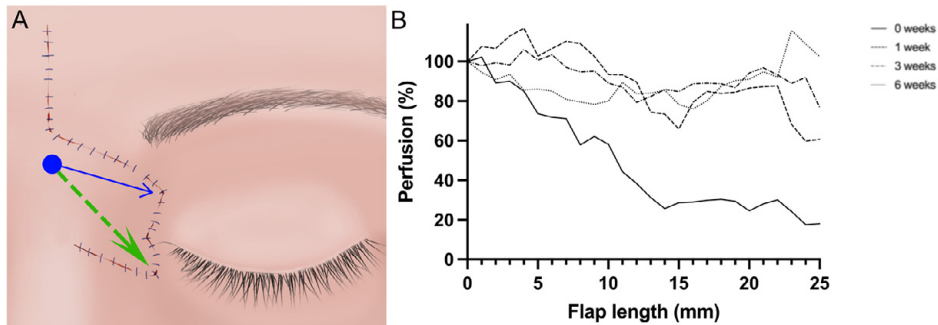 A
B
0 weeks
1 week
3 weeks
6 weeks
Perfusion (%)
100
80
60
40
20
0
0 5 10 15 20 25
Flap length (mm)